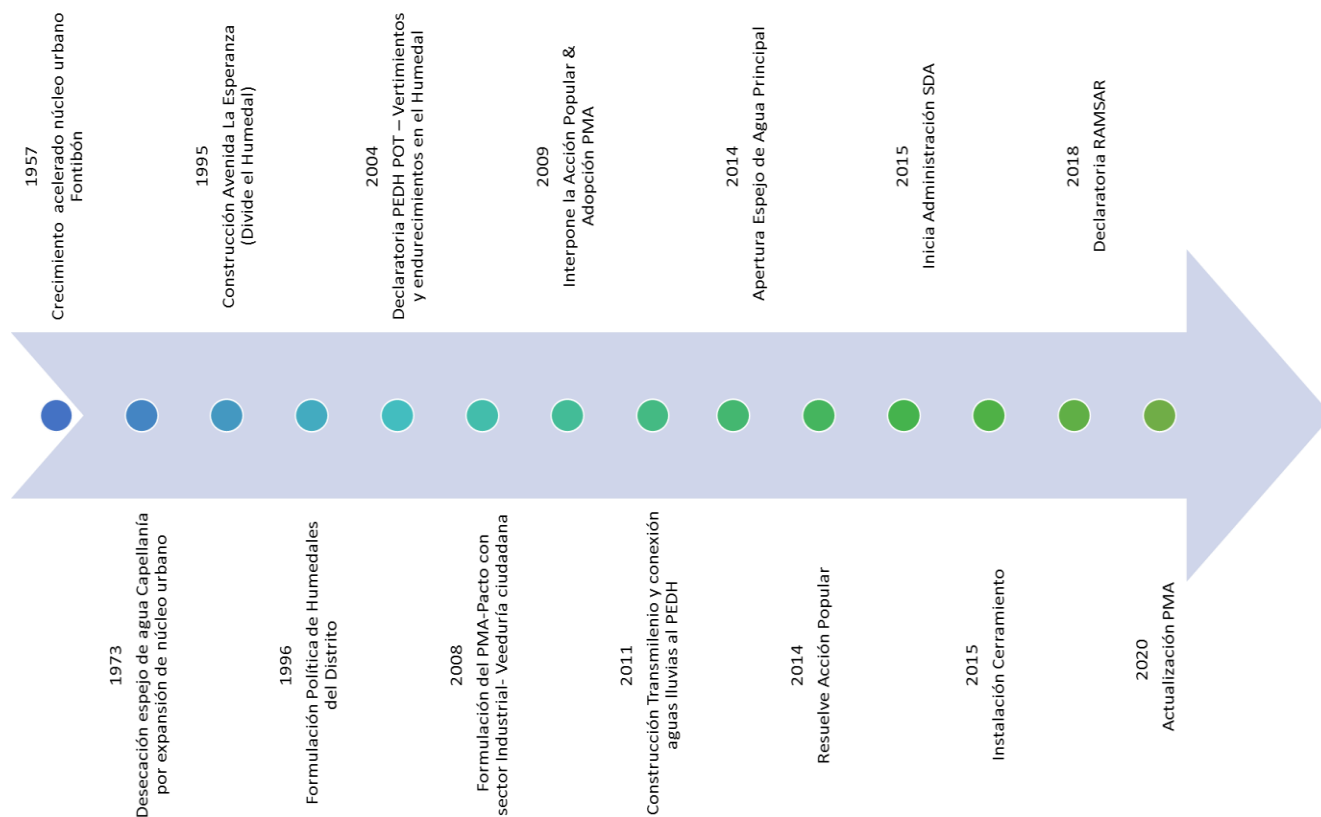 1957
Crecimiento acelerado núcleo urbano
Fontibón
1973
Desecación espejo de agua Capellanía
por expansión de núcleo urbano
1995
Construcción Avenida La Esperanza
(Divide el Humedal)
1996
Formulación Política de Humedales
del Distrito
2004
Declaratoria PEDH POT – Vertimientos
y endurecimientos en el Humedal
2008
Formulación del PMA-Pacto con
sector Industrial- Veeduría ciudadana
2009
Interpone la Acción Popular &
Adopción PMA
2011
Construcción Transmilenio y conexión
aguas lluvias al PEDH
2014
Apertura Espejo de Agua Principal
2014
Resuelve Acción Popular
2015
Inicia Administración SDA
2015
Instalación Cerramiento
2018
Declaratoria RAMSAR
2020
Actualización PMA